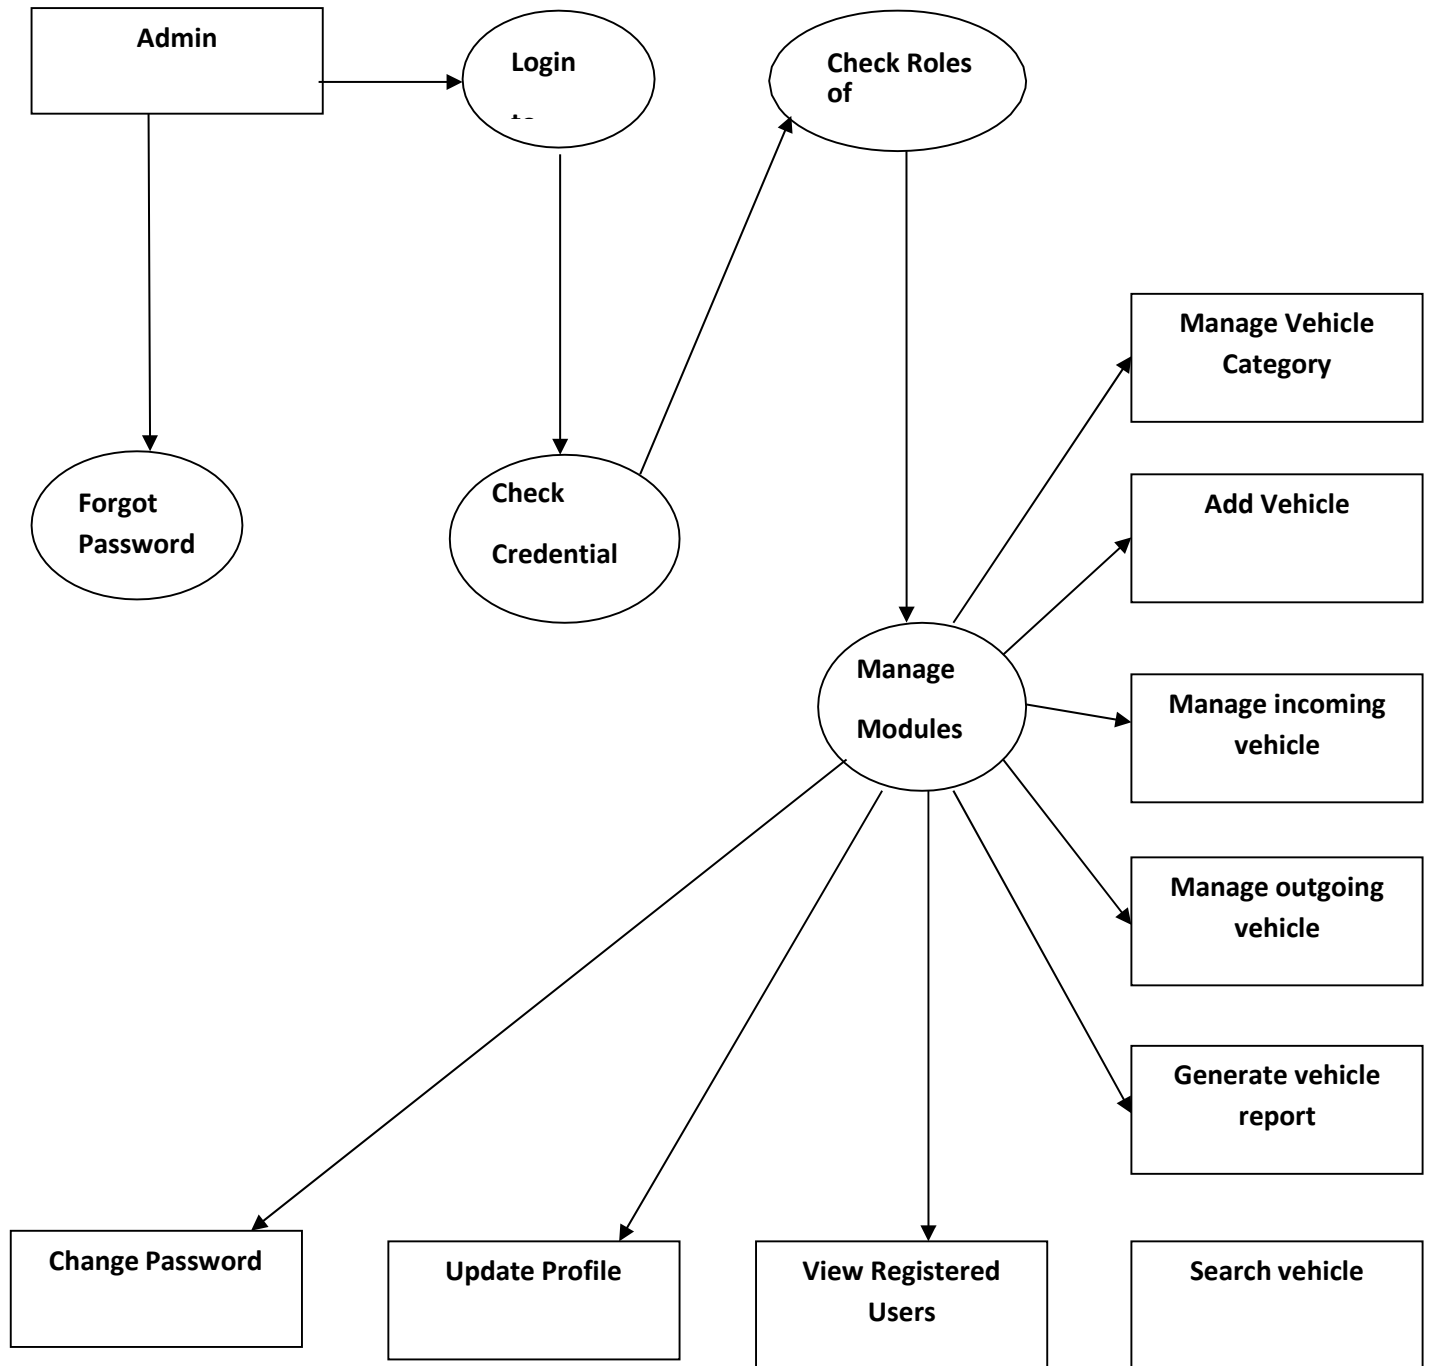 Admin
Login
Check Roles
of
Manage Vehicle
Category
Forgot
Password
Check
Credential
Add Vehicle
Manage
Modules
Manage incoming
vehicle
Manage outgoing
vehicle
Generate vehicle
report
Change Password
Update Profile
View Registered
Users
Search vehicle